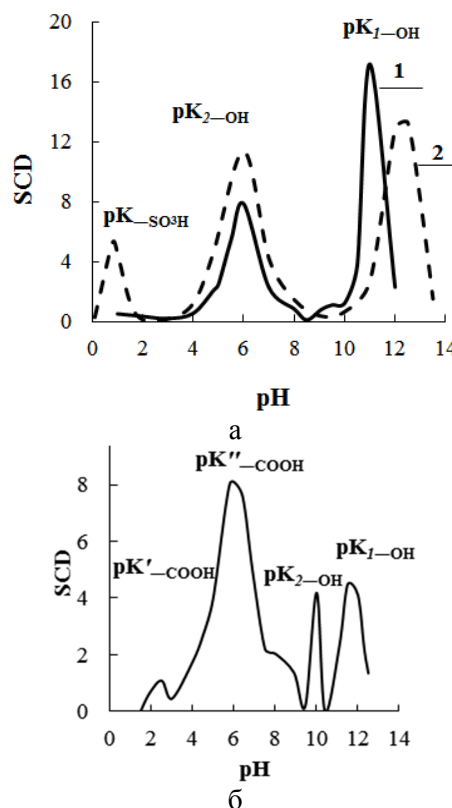 20
16
12
8
4
0
SCD
pK1—OH
pK2—OH
pK—SO3H
1
2
0 2 4 6 8 10 12 14
pH
а
8
6
4
2
0
SCD
pK″—COOH
pK′—COOH
pK2—OH
pK1—OH
0 2 4 6 8 10 12 14
pH
б